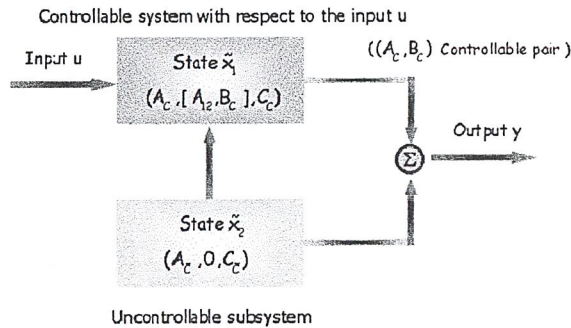 Controllable system with respect to the input u
Input u
State x̃₁
(A_c, [A₁₂, B_c], C_c)
((A_c, B_c) Controllable pair)
Σ
Output y
State x̃₂
(A_c̄, 0, C_c̄)
Uncontrollable subsystem